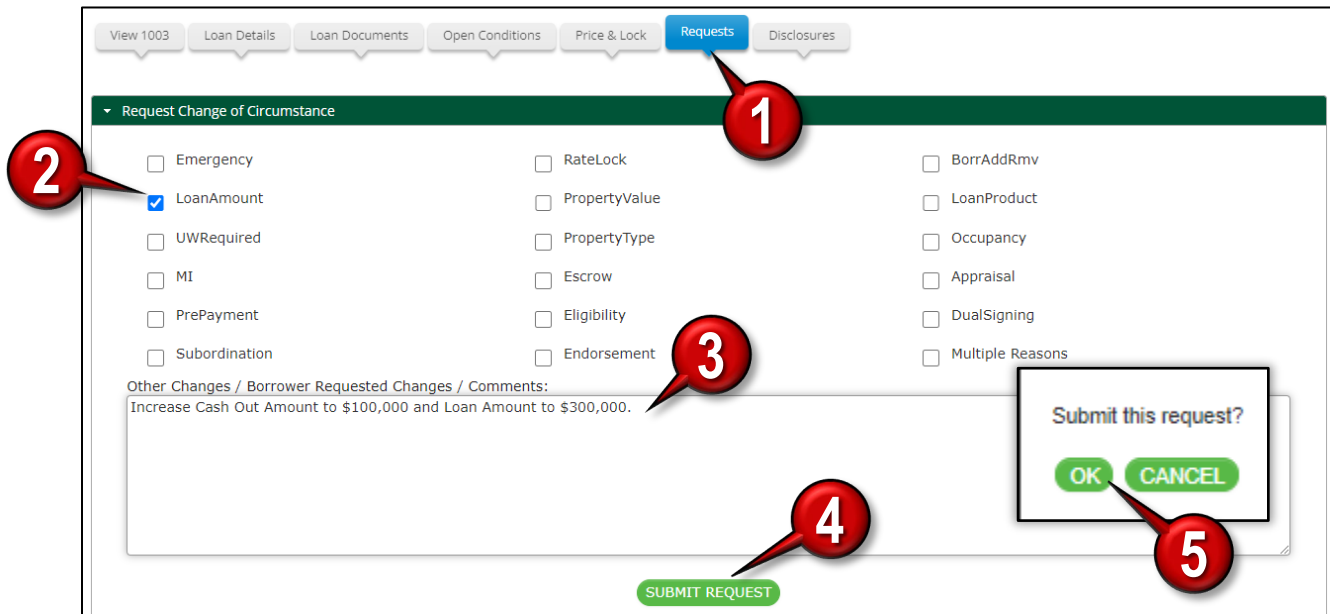 View 1003 Loan Details Loan Documents Open Conditions Price & Lock Requests Disclosures
1
Request Change of Circumstance
2
Emergency RateLock BorrAddRmv
LoanAmount PropertyValue LoanProduct
UWRequired PropertyType Occupancy
MI Escrow Appraisal
PrePayment Eligibility DualSigning
Subordination Endorsement Multiple Reasons
3
Other Changes / Borrower Requested Changes / Comments:
Increase Cash Out Amount to $100,000 and Loan Amount to $300,000.
Submit this request?
OK CANCEL
4
5
SUBMIT REQUEST